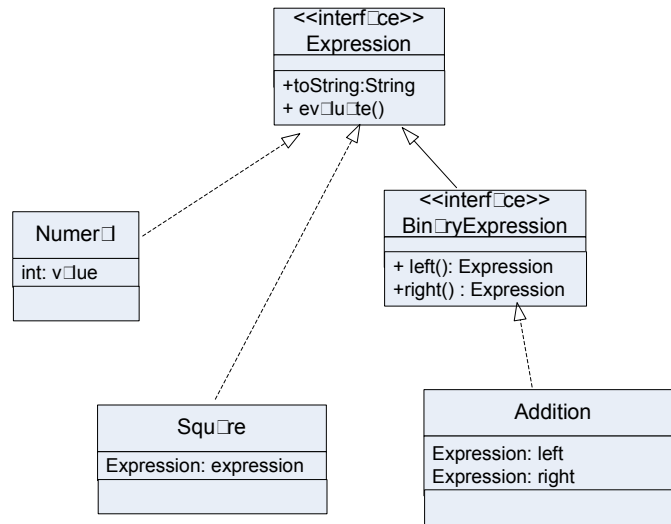 <<interf□ce>>
Expression
+toString:String
+ ev□lu□te()
<<interf□ce>>
Bin□ryExpression
+ left(): Expression
+right() : Expression
Numer□l
int: v□lue
Squ□re
Expression: expression
Addition
Expression: left
Expression: right